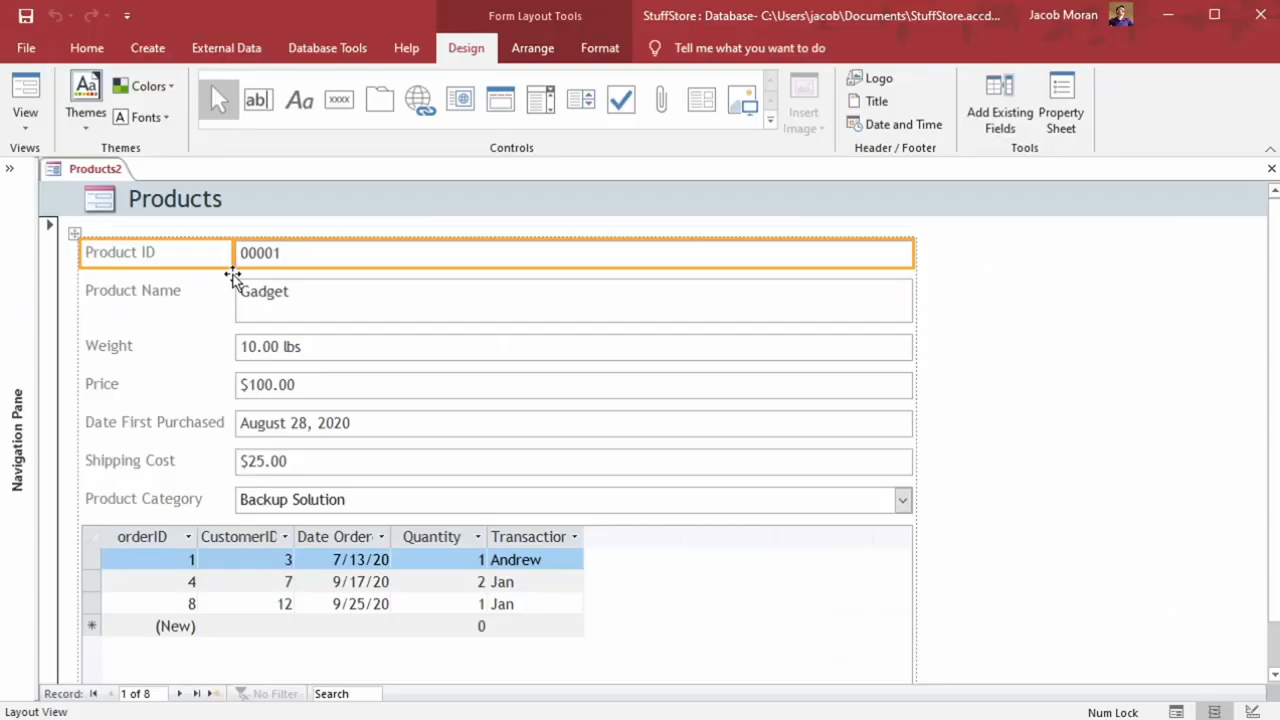 Form Layout Tools
StuffStore : Database- C:\Users\jacob\Documents\StuffStore.accd...
Jacob Moran
File Home Create External Data Database Tools Help Design Arrange Format Tell me what you want to do
View
Views
Aa
Themes
Colors
Fonts
Themes
ab
Aa
xxxx
Insert
Image
Controls
Logo
Title
Date and Time
Header / Footer
Add Existing
Fields
Property
Sheet
Tools
Products2
Products
Navigation Pane
Product ID 00001
Product Name Gadget
Weight 10.00 lbs
Price $100.00
Date First Purchased August 28, 2020
Shipping Cost $25.00
Product Category Backup Solution
orderID CustomerID Date Order Quantity Transactior
1 3 7/13/20 1 Andrew
4 7 9/17/20 2 Jan
8 12 9/25/20 1 Jan
(New) 0
Record: 1 of 8 No Filter Search
Layout View Num Lock